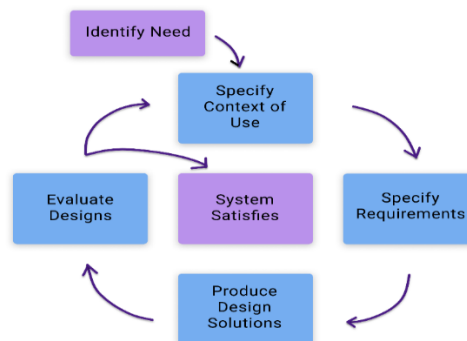 Identify Need
Specify
Context of
Use
Evaluate
Designs
System
Satisfies
Specify
Requirements
Produce
Design
Solutions